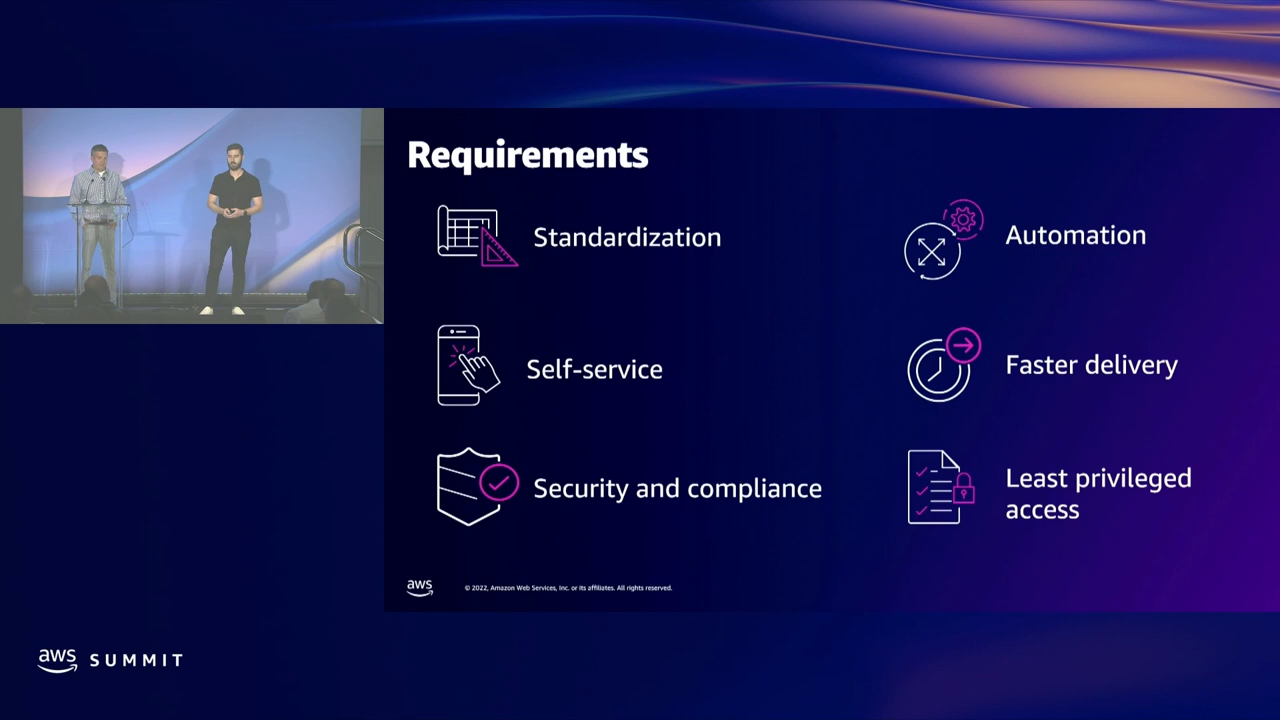 Requirements
Standardization
Automation
Self-service
Faster delivery
Security and compliance
Least privileged
access
aws
© 2022, Amazon Web Services, Inc. or its affiliates. All rights reserved.
aws SUMMIT